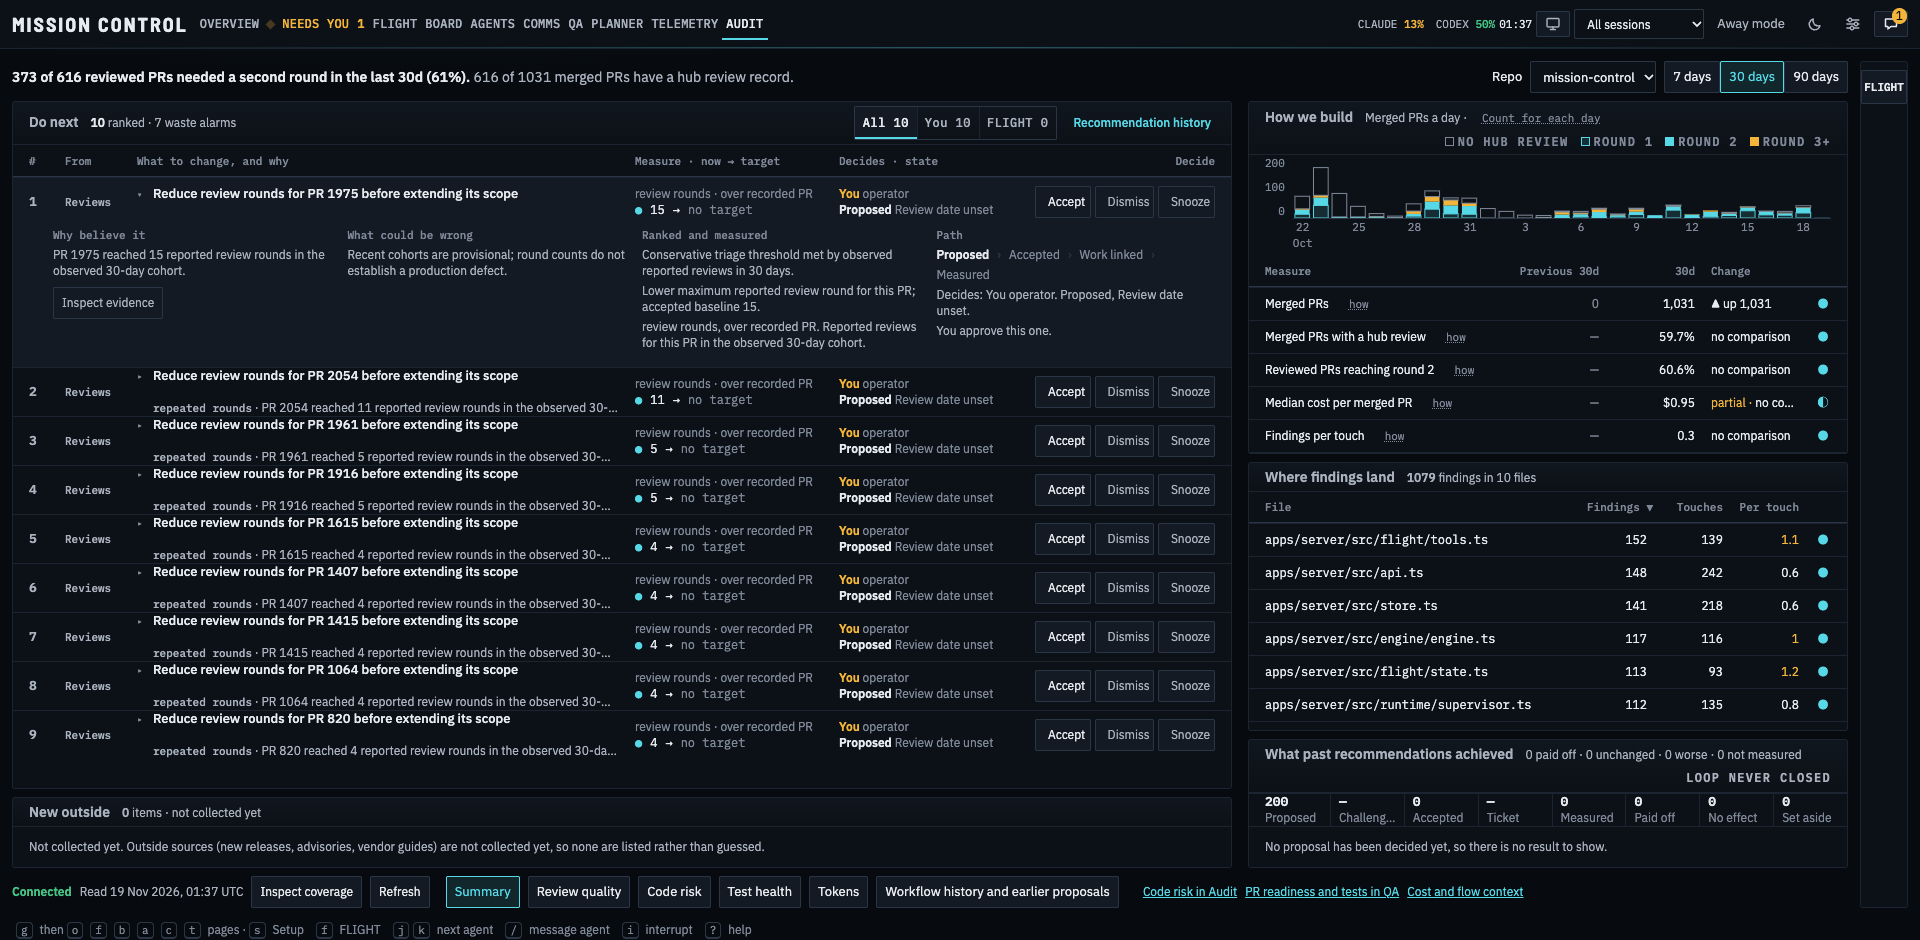 MISSION CONTROL OVERVIEW NEEDS YOU 1 FLIGHT BOARD AGENTS COMMS QA PLANNER TELEMETRY AUDIT
CLAUDE 13% CODEX 50% 01:37 All sessions Away mode 1
373 of 616 reviewed PRs needed a second round in the last 30d (61%). 616 of 1031 merged PRs have a hub review record.
Repo mission-control 7 days 30 days 90 days
FLIGHT
Do next 10 ranked · 7 waste alarms
All 10 You 10 FLIGHT 0 Recommendation history
# From What to change, and why Measure · now → target Decides · state Decide
1 Reviews Reduce review rounds for PR 1975 before extending its scope
review rounds · over recorded PR
15 → no target
You operator
Proposed Review date unset
Accept Dismiss Snooze
Why believe it
PR 1975 reached 15 reported review rounds in the
observed 30-day cohort.
Inspect evidence
What could be wrong
Recent cohorts are provisional; round counts do not
establish a production defect.
Ranked and measured
Conservative triage threshold met by observed
reported reviews in 30 days.
Lower maximum reported review round for this PR;
accepted baseline 15.
review rounds, over recorded PR. Reported reviews
for this PR in the observed 30-day cohort.
Path
Proposed › Accepted › Work linked ›
Measured
Decides: You operator. Proposed, Review date
unset.
You approve this one.
2 Reviews Reduce review rounds for PR 2054 before extending its scope
repeated rounds · PR 2054 reached 11 reported review rounds in the observed 30-...
review rounds · over recorded PR
11 → no target
You operator
Proposed Review date unset
Accept Dismiss Snooze
3 Reviews Reduce review rounds for PR 1961 before extending its scope
repeated rounds · PR 1961 reached 5 reported review rounds in the observed 30-...
review rounds · over recorded PR
5 → no target
You operator
Proposed Review date unset
Accept Dismiss Snooze
4 Reviews Reduce review rounds for PR 1916 before extending its scope
repeated rounds · PR 1916 reached 5 reported review rounds in the observed 30-...
review rounds · over recorded PR
5 → no target
You operator
Proposed Review date unset
Accept Dismiss Snooze
5 Reviews Reduce review rounds for PR 1615 before extending its scope
repeated rounds · PR 1615 reached 4 reported review rounds in the observed 30-...
review rounds · over recorded PR
4 → no target
You operator
Proposed Review date unset
Accept Dismiss Snooze
6 Reviews Reduce review rounds for PR 1407 before extending its scope
repeated rounds · PR 1407 reached 4 reported review rounds in the observed 30-...
review rounds · over recorded PR
4 → no target
You operator
Proposed Review date unset
Accept Dismiss Snooze
7 Reviews Reduce review rounds for PR 1415 before extending its scope
repeated rounds · PR 1415 reached 4 reported review rounds in the observed 30-...
review rounds · over recorded PR
4 → no target
You operator
Proposed Review date unset
Accept Dismiss Snooze
8 Reviews Reduce review rounds for PR 1064 before extending its scope
repeated rounds · PR 1064 reached 4 reported review rounds in the observed 30-...
review rounds · over recorded PR
4 → no target
You operator
Proposed Review date unset
Accept Dismiss Snooze
9 Reviews Reduce review rounds for PR 820 before extending its scope
repeated rounds · PR 820 reached 4 reported review rounds in the observed 30-da...
review rounds · over recorded PR
4 → no target
You operator
Proposed Review date unset
Accept Dismiss Snooze
New outside 0 items · not collected yet
Not collected yet. Outside sources (new releases, advisories, vendor guides) are not collected yet, so none are listed rather than guessed.
How we build Merged PRs a day · Count for each day
NO HUB REVIEW ROUND 1 ROUND 2 ROUND 3+
200
100
0
22 25 28 31 3 6 9 12 15 18
Oct
Measure Previous 30d 30d Change
Merged PRs how 0 1,031 ▲ up 1,031
Merged PRs with a hub review how — 59.7% no comparison
Reviewed PRs reaching round 2 how — 60.6% no comparison
Median cost per merged PR how — $0.95 partial · no co...
Findings per touch how — 0.3 no comparison
Where findings land 1079 findings in 10 files
File Findings ▼ Touches Per touch
apps/server/src/flight/tools.ts 152 139 1.1
apps/server/src/api.ts 148 242 0.6
apps/server/src/store.ts 141 218 0.6
apps/server/src/engine/engine.ts 117 116 1
apps/server/src/flight/state.ts 113 93 1.2
apps/server/src/runtime/supervisor.ts 112 135 0.8
What past recommendations achieved 0 paid off · 0 unchanged · 0 worse · 0 not measured
LOOP NEVER CLOSED
200 — 0 — 0 0 0 0
Proposed Challeng... Accepted Ticket Measured Paid off No effect Set aside
No proposal has been decided yet, so there is no result to show.
Connected Read 19 Nov 2026, 01:37 UTC Inspect coverage Refresh Summary Review quality Code risk Test health Tokens Workflow history and earlier proposals Code risk in Audit PR readiness and tests in QA Cost and flow context
g then o f b a c t pages · s Setup f FLIGHT j k next agent / message agent i interrupt ? help